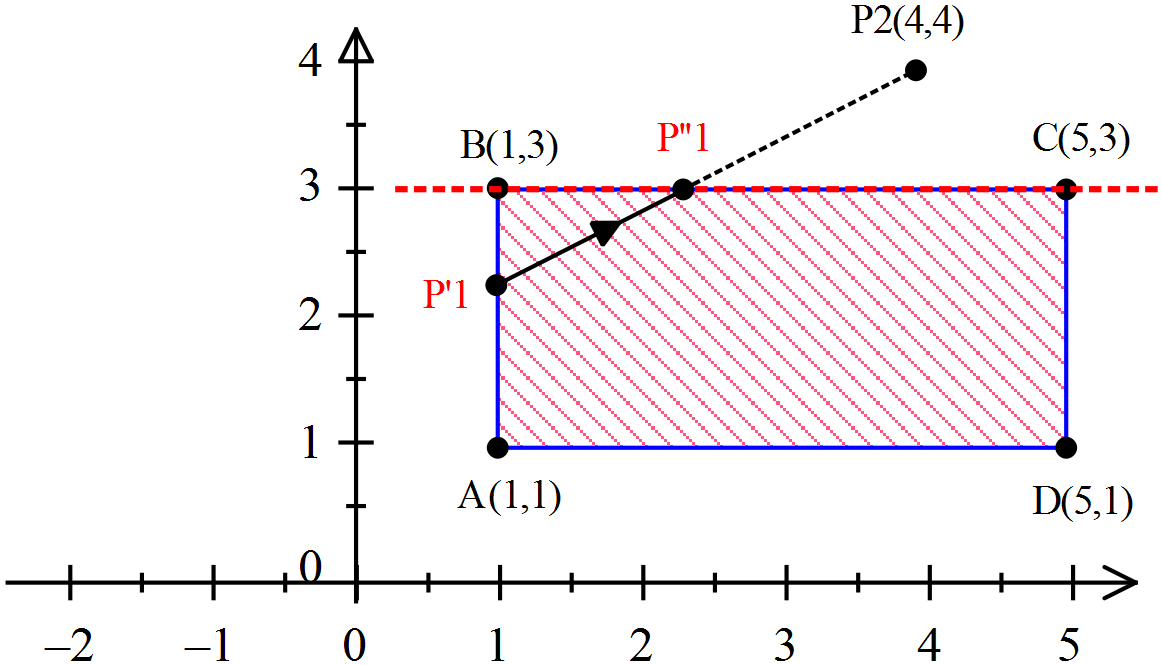 P2(4,4)
4
B(1,3)
P''1
C(5,3)
3
P'1
2
1
A(1,1)
D(5,1)
0
–2 –1 0 1 2 3 4 5